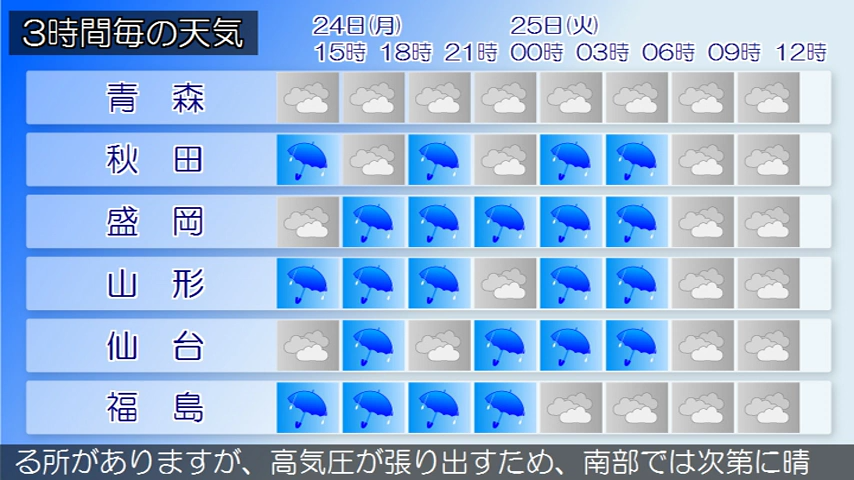 3時間毎の天気
24日(月) 25日(火)
15時 18時 21時 00時 03時 06時 09時 12時
青森
秋田
盛岡
山形
仙台
福島
る所がありますが、高気圧が張り出すため、南部では次第に晴